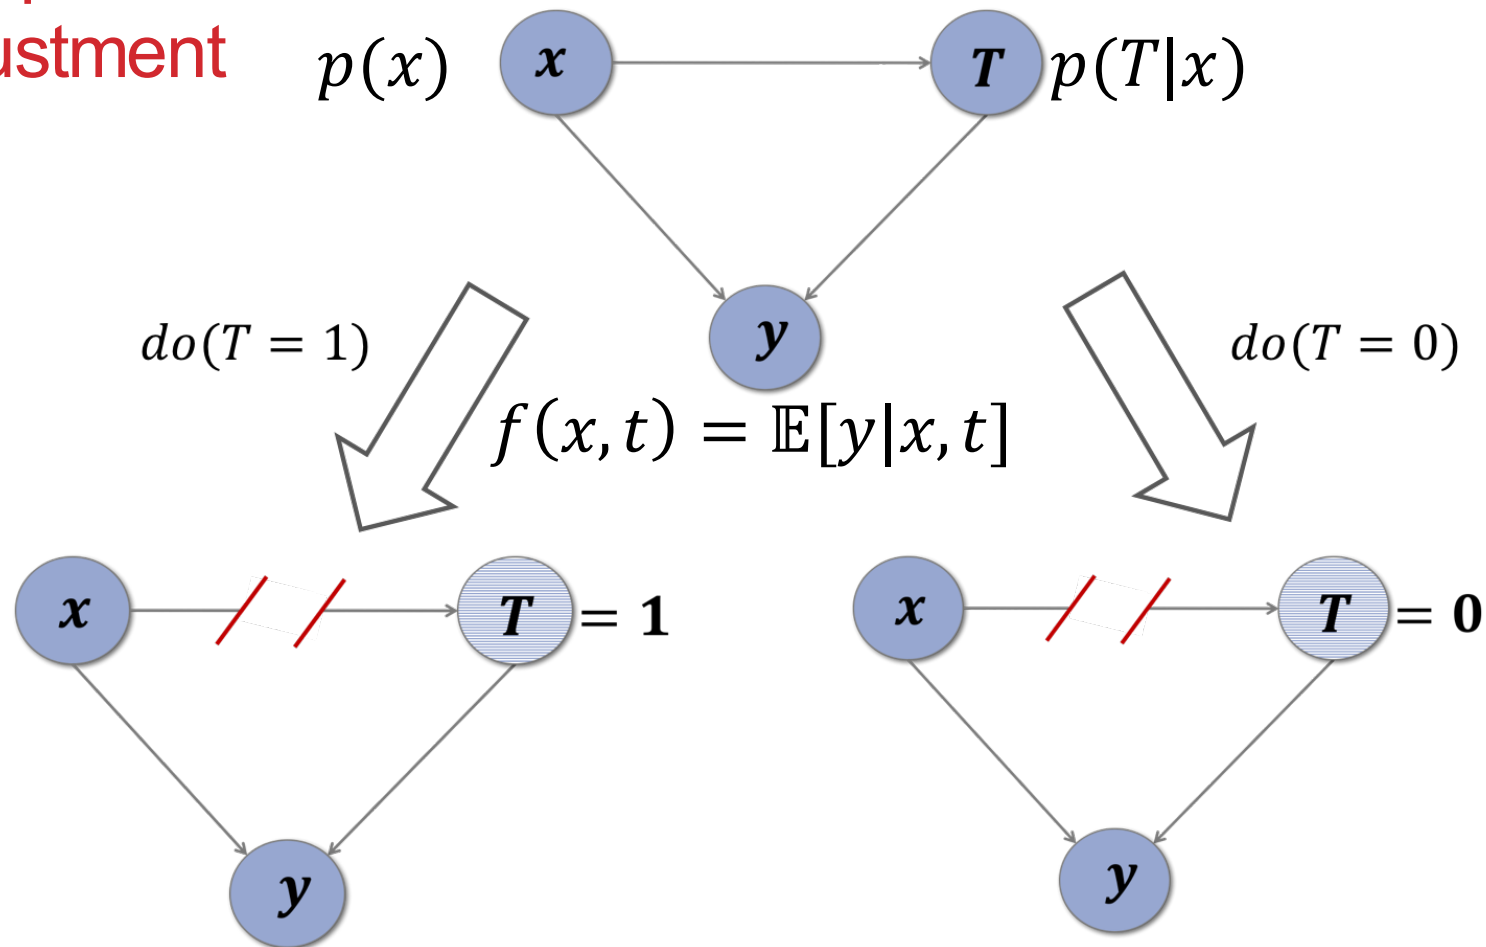 ustment
p(x)
x
T
p(T|x)
do(T = 1)
y
do(T = 0)
f(x, t) = 𝔼[y|x, t]
x
T = 1
x
T = 0
y
y